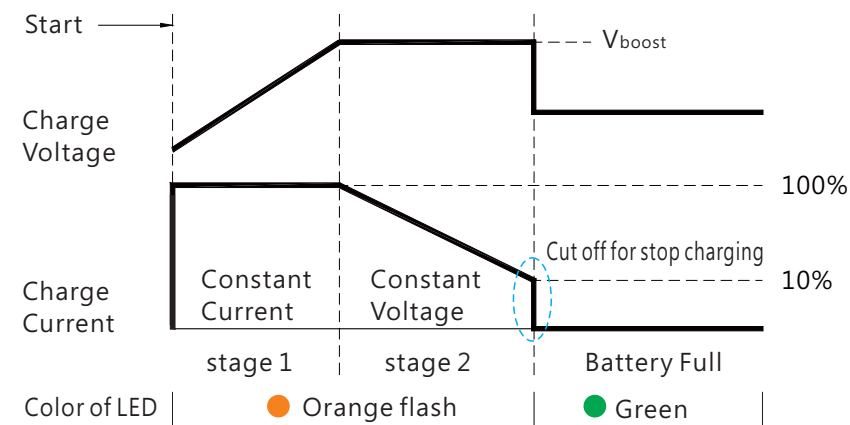 Start
Vboost
Charge
Voltage
100%
Cut off for stop charging
Constant
Current
Constant
Voltage
10%
Charge
Current
stage 1
stage 2
Battery Full
Color of LED
Orange flash
Green